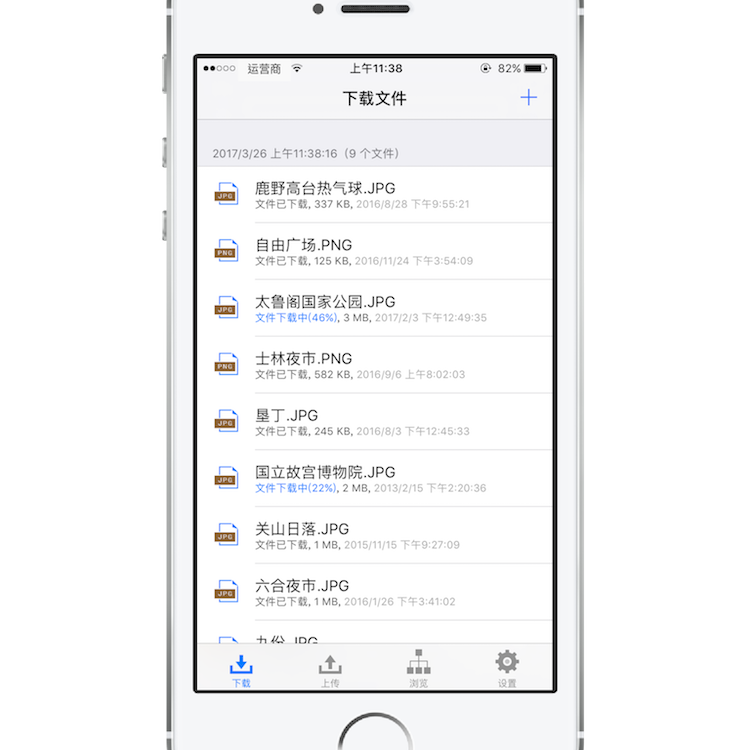 运营商 上午11:38 82%
下载文件
2017/3/26 上午11:38:16（9 个文件）
JPG
鹿野高台热气球.JPG
文件已下载, 337 KB, 2016/8/28 下午9:55:21
PNG
自由广场.PNG
文件已下载, 125 KB, 2016/11/24 下午3:54:09
JPG
太鲁阁国家公园.JPG
文件下载中(46%), 3 MB, 2017/2/3 下午12:49:35
PNG
士林夜市.PNG
文件已下载, 582 KB, 2016/9/6 上午8:02:03
JPG
垦丁.JPG
文件已下载, 245 KB, 2016/8/3 下午12:45:33
JPG
国立故宫博物院.JPG
文件下载中(22%), 2 MB, 2013/2/15 下午2:20:36
JPG
关山日落.JPG
文件已下载, 1 MB, 2015/11/15 下午9:27:09
JPG
六合夜市.JPG
文件已下载, 1 MB, 2016/1/26 下午3:41:02
九份.JPG
下载 上传 浏览 设置